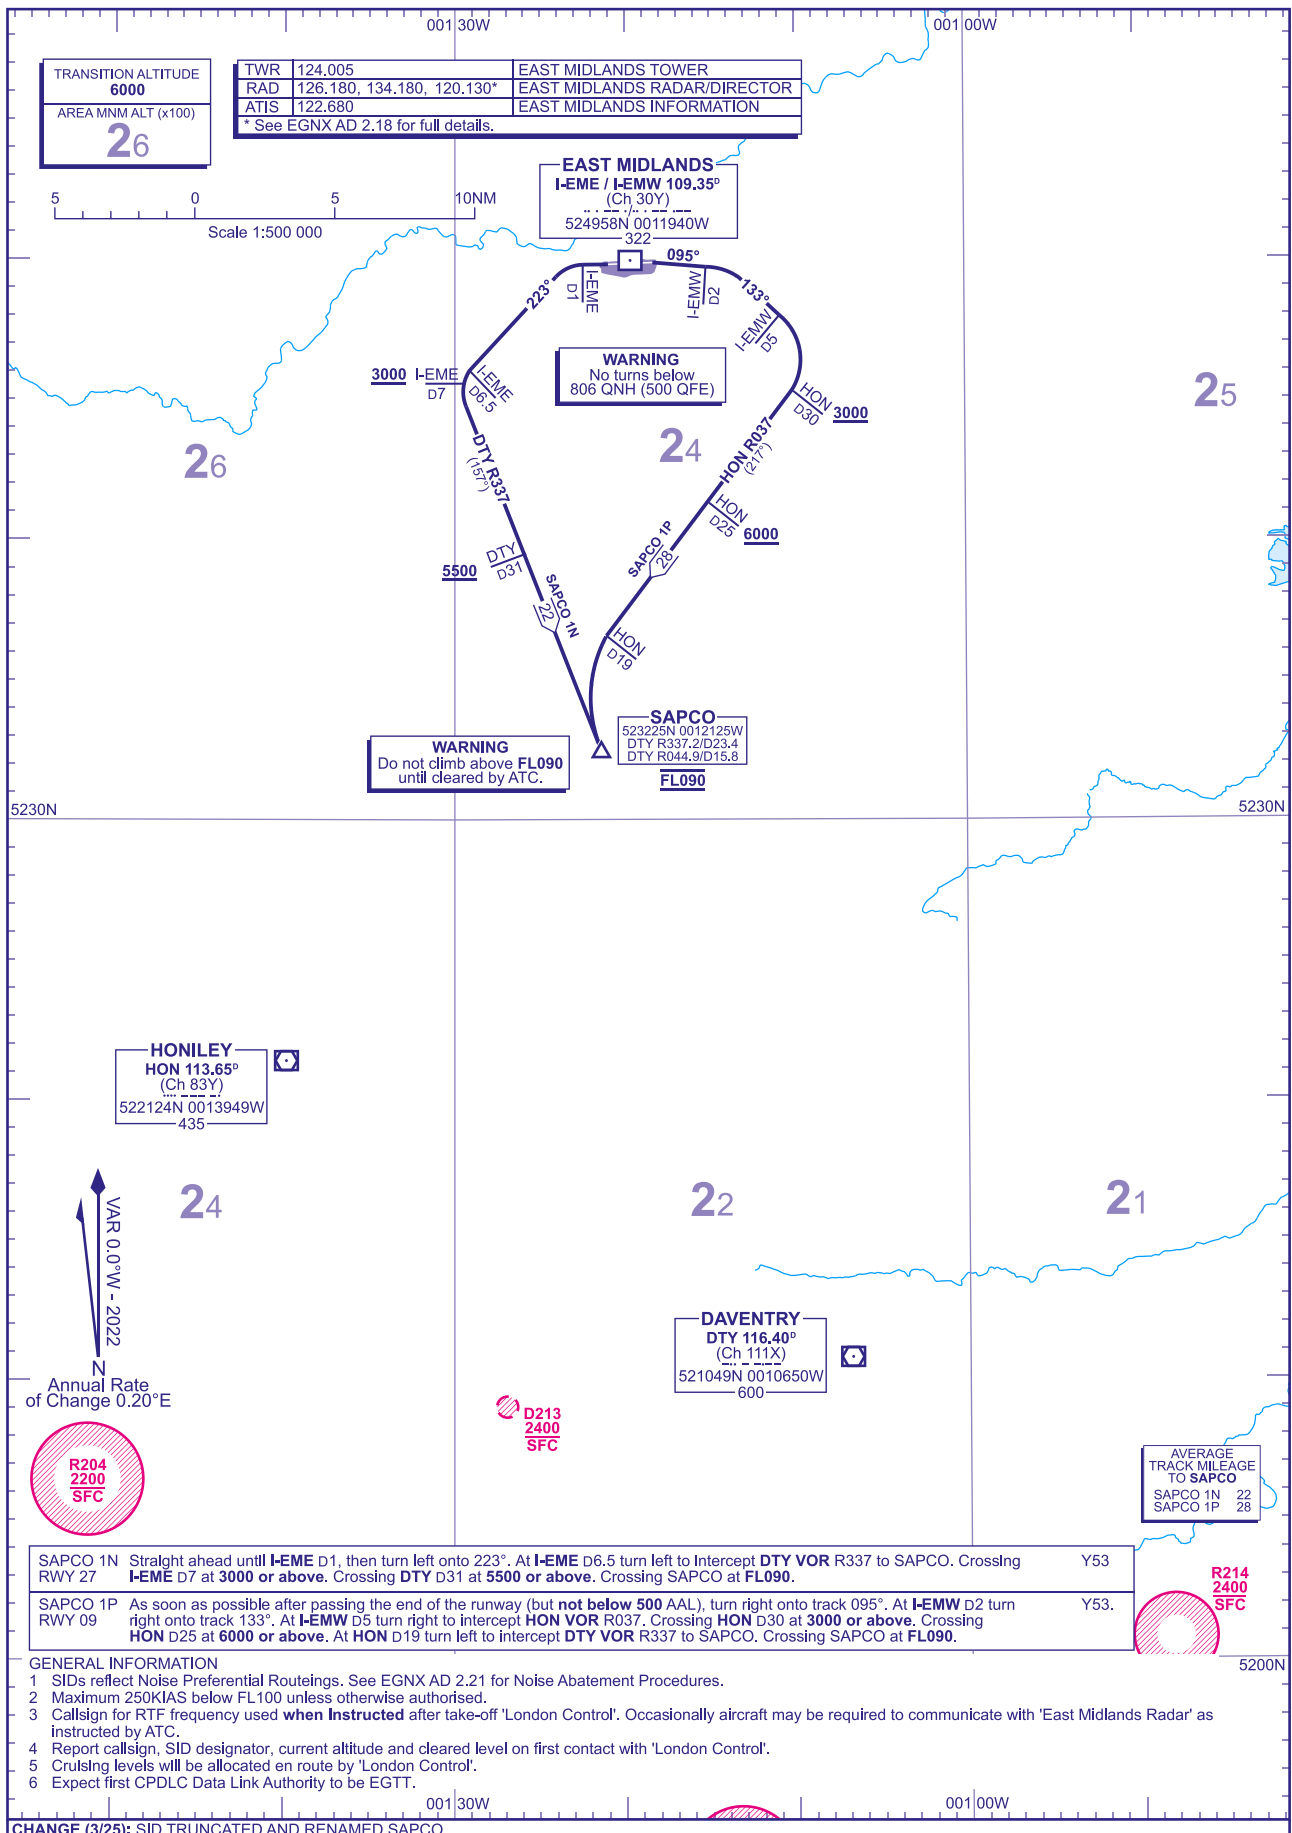 001:30W
001:00W
TRANSITION ALTITUDE
6000
AREA MNM ALT (x100)
26
TWR 124.005 EAST MIDLANDS TOWER
RAD 126.180, 134.180, 120.130* EAST MIDLANDS RADAR/DIRECTOR
ATIS 122.680 EAST MIDLANDS INFORMATION
* See EGNX AD 2.18 for full details.
5 0 5 10NM
Scale 1:500 000
EAST MIDLANDS
I-EME / I-EMW 109.35ᴰ
(Ch 30Y)
524958N 0011940W
322
095°
223°
D1
I-EME
I-EMW
D2
133°
I-EMW
D5
WARNING
No turns below
806 QNH (500 QFE)
3000 I-EME
D7
I-EME
D6.5
HON
D30
3000
25
26
24
DTY R337
(157°)
HON R037
(217°)
HON
D25
6000
5500
DTY
D31
SAPCO 1P
28
SAPCO 1N
22
HON
D19
SAPCO
523225N 0012125W
DTY R337.2/D23.4
DTY R044.9/D15.8
FL090
WARNING
Do not climb above FL090
until cleared by ATC.
5230N
5230N
HONILEY
HON 113.65ᴰ
(Ch 83Y)
522124N 0013949W
435
24
22
21
VAR 0.0°W - 2022
N
Annual Rate
of Change 0.20°E
DAVENTRY
DTY 116.40ᴰ
(Ch 111X)
521049N 0010650W
600
D213
2400
SFC
R204
2200
SFC
AVERAGE
TRACK MILEAGE
TO SAPCO
SAPCO 1N 22
SAPCO 1P 28
SAPCO 1N Straight ahead until I-EME D1, then turn left onto 223°. At I-EME D6.5 turn left to intercept DTY VOR R337 to SAPCO. Crossing Y53
RWY 27 I-EME D7 at 3000 or above. Crossing DTY D31 at 5500 or above. Crossing SAPCO at FL090.
SAPCO 1P As soon as possible after passing the end of the runway (but not below 500 AAL), turn right onto track 095°. At I-EMW D2 turn Y53.
RWY 09 right onto track 133°. At I-EMW D5 turn right to intercept HON VOR R037. Crossing HON D30 at 3000 or above. Crossing
HON D25 at 6000 or above. At HON D19 turn left to intercept DTY VOR R337 to SAPCO. Crossing SAPCO at FL090.
R214
2400
SFC
5200N
GENERAL INFORMATION
1 SIDs reflect Noise Preferential Routeings. See EGNX AD 2.21 for Noise Abatement Procedures.
2 Maximum 250KIAS below FL100 unless otherwise authorised.
3 Callsign for RTF frequency used when instructed after take-off 'London Control'. Occasionally aircraft may be required to communicate with 'East Midlands Radar' as
instructed by ATC.
4 Report callsign, SID designator, current altitude and cleared level on first contact with 'London Control'.
5 Cruising levels will be allocated en route by 'London Control'.
6 Expect first CPDLC Data Link Authority to be EGTT.
001:30W
001:00W
CHANGE (3/25): SID TRUNCATED AND RENAMED SAPCO